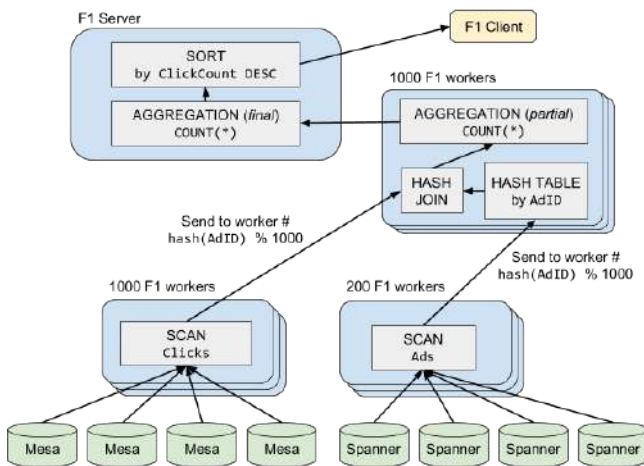 F1 Server
F1 Client
SORT
by ClickCount DESC
1000 F1 workers
AGGREGATION (final)
COUNT(*)
AGGREGATION (partial)
COUNT(*)
HASH
JOIN
HASH TABLE
by AdID
Send to worker #
hash(AdID) % 1000
Send to worker #
hash(AdID) % 1000
1000 F1 workers
200 F1 workers
SCAN
Clicks
SCAN
Ads
Mesa
Mesa
Mesa
Mesa
Spanner
Spanner
Spanner
Spanner